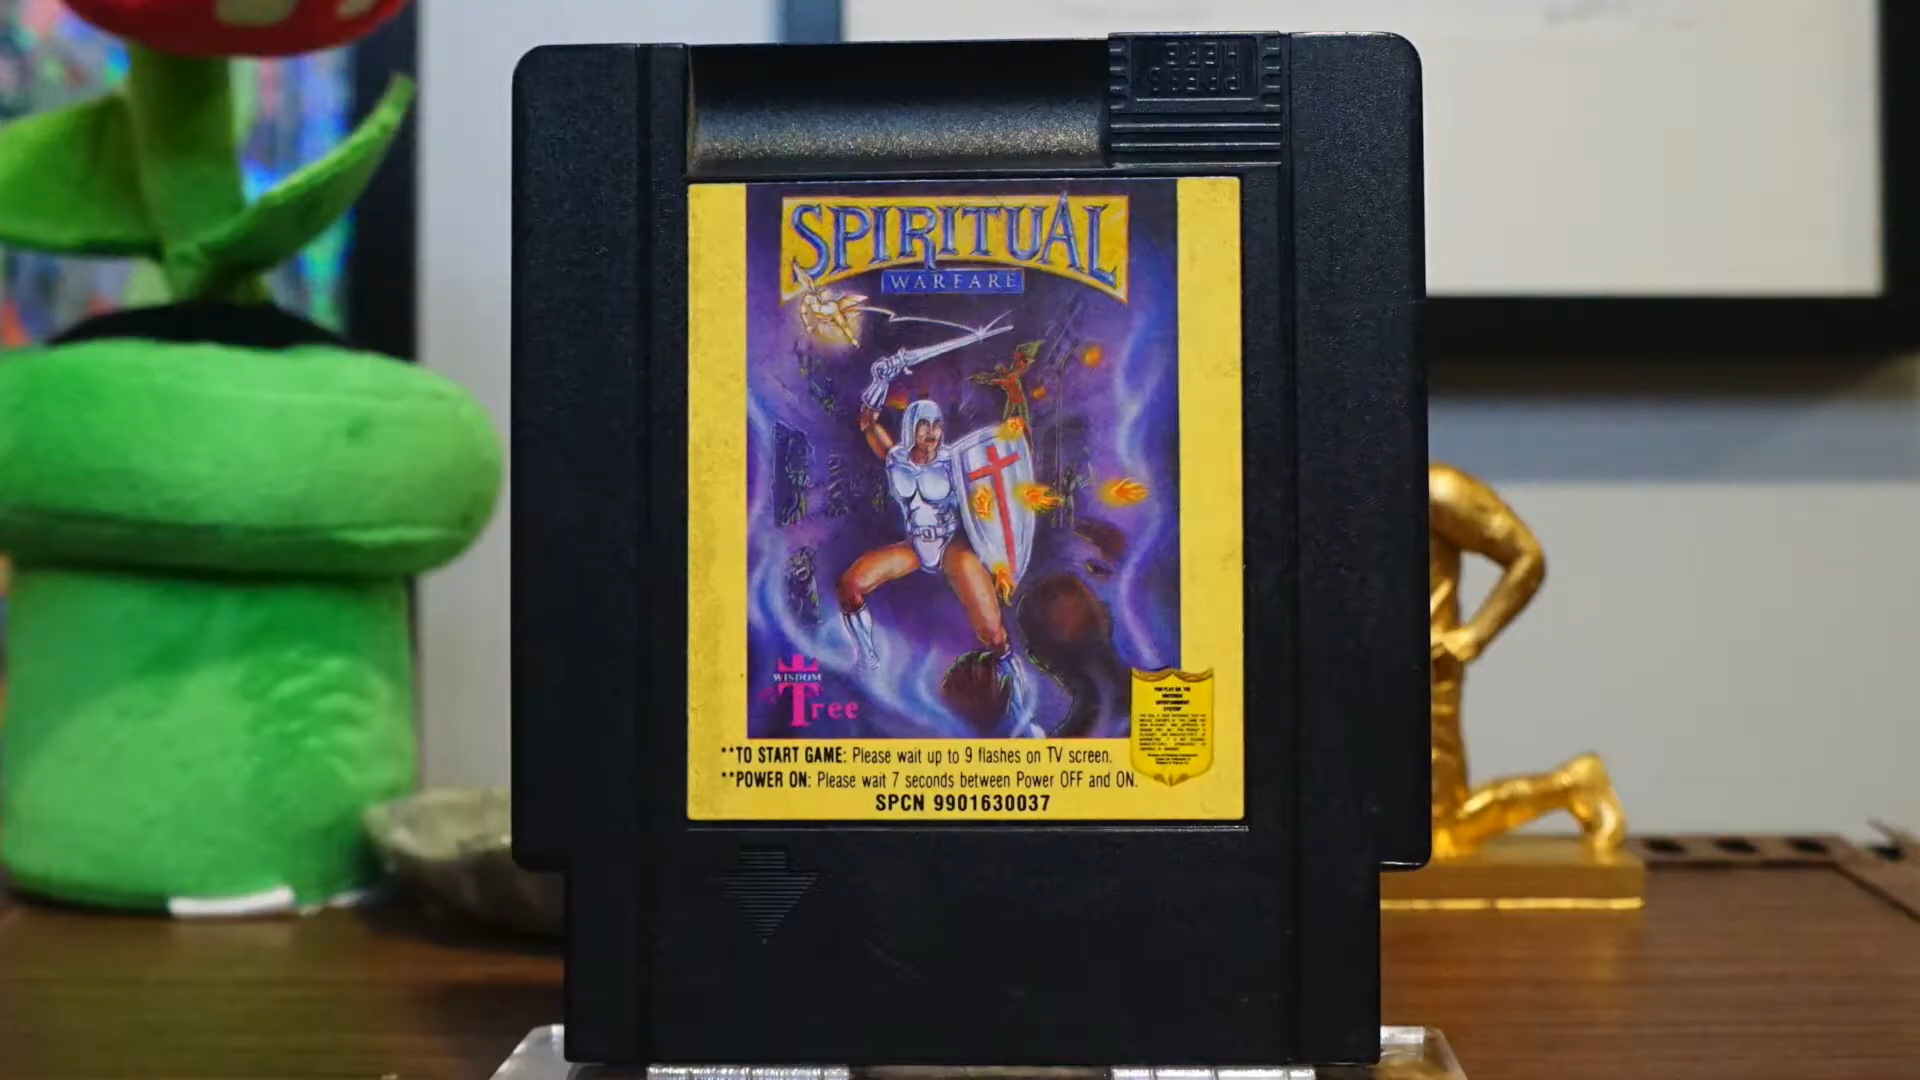 PRESS
HERE
SPIRITUAL
WARFARE
WISDOM
Tree
**TO START GAME: Please wait up to 9 flashes on TV screen.
**POWER ON: Please wait 7 seconds between Power OFF and ON.
SPCN 9901630037